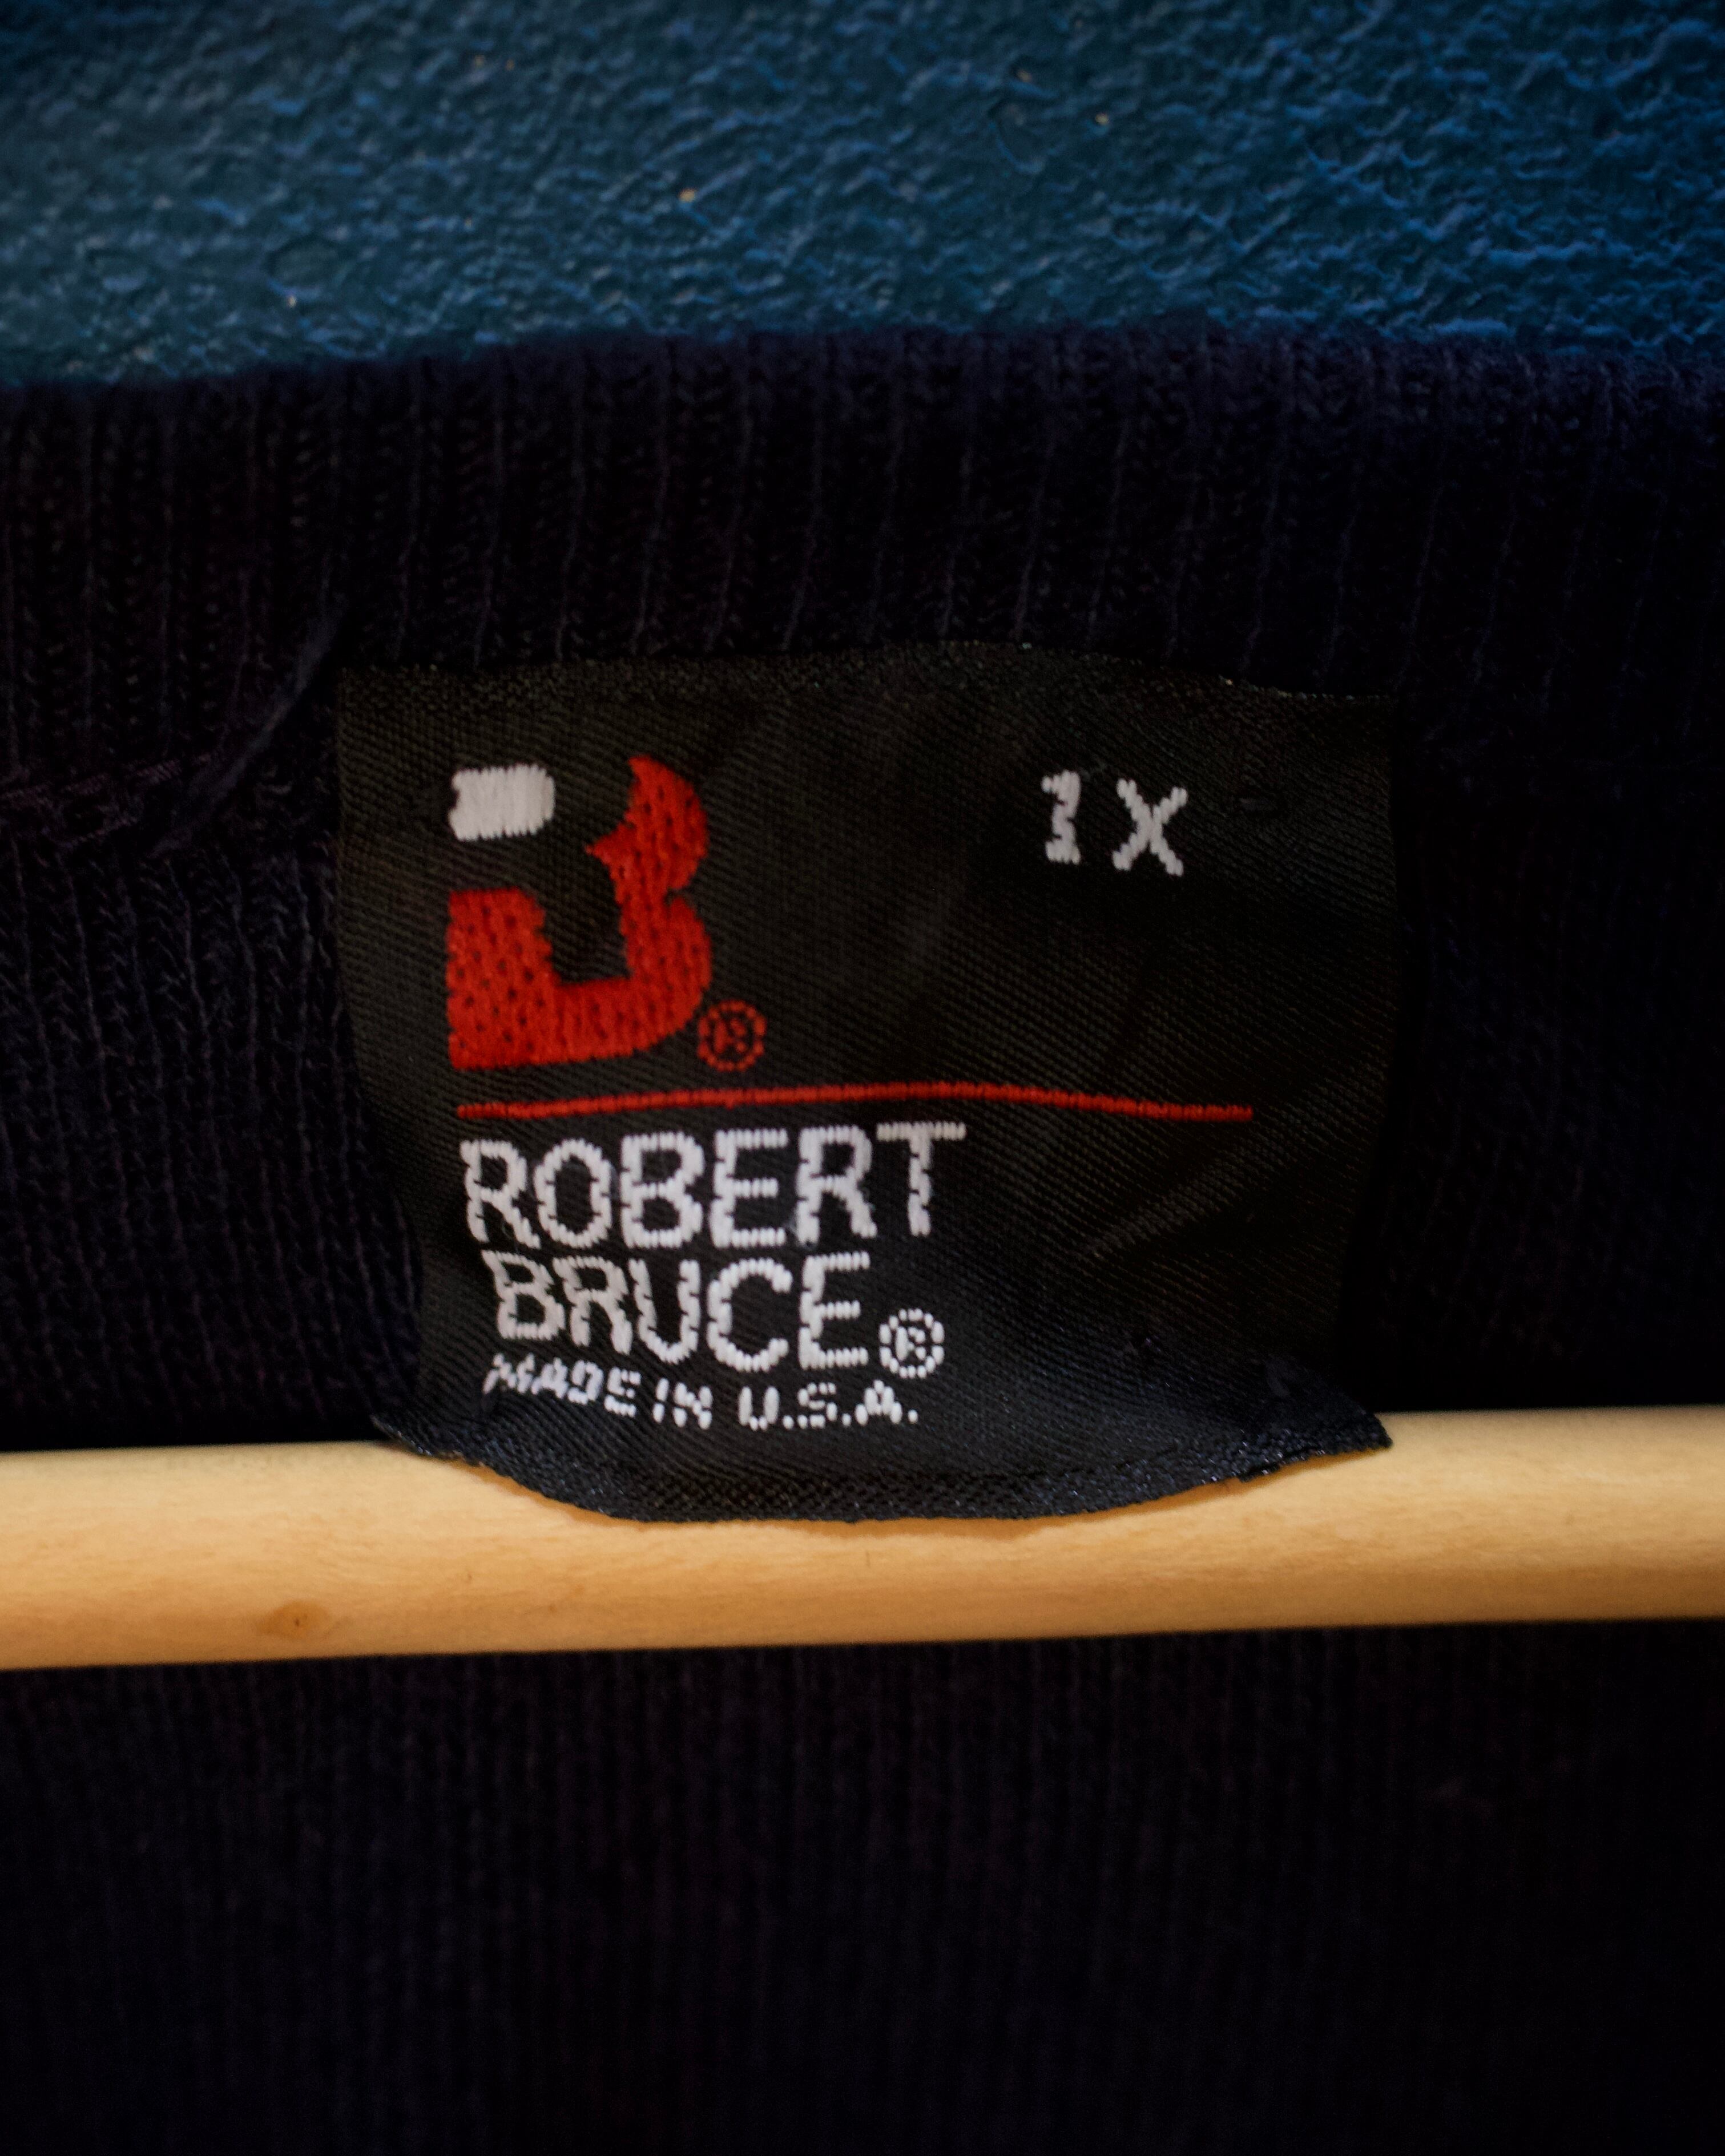 1X
®
ROBERT
BRUCE®
MADE IN U.S.A.